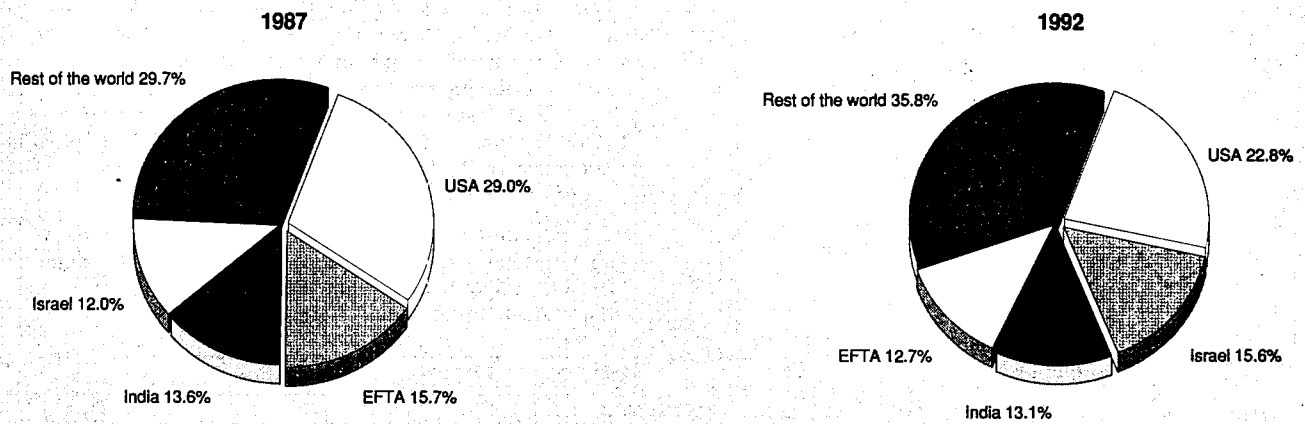 1987
Rest of the world 29.7%
USA 29.0%
Israel 12.0%
India 13.6%
EFTA 15.7%
1992
Rest of the world 35.8%
USA 22.8%
EFTA 12.7%
Israel 15.6%
India 13.1%